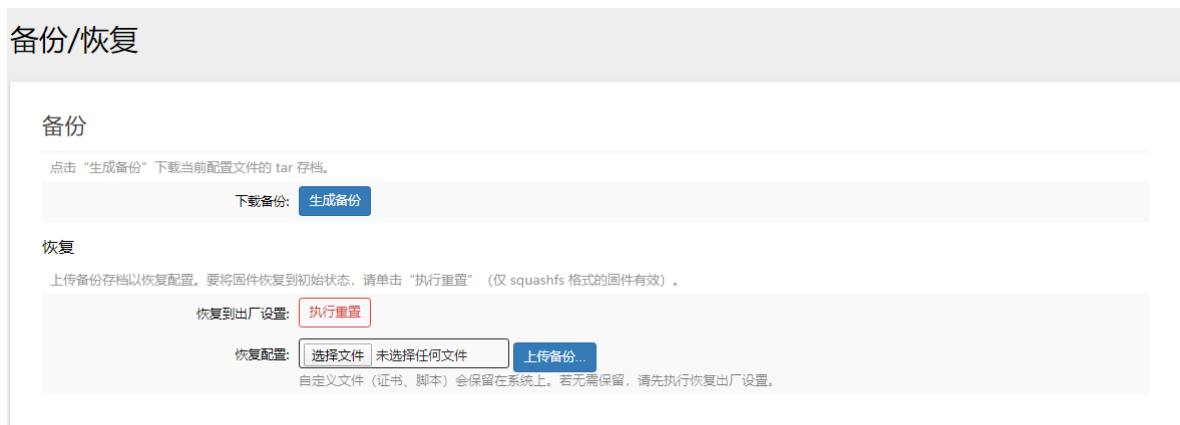 备份/恢复
备份
点击“生成备份”下载当前配置文件的 tar 存档。
下载备份: 生成备份
恢复
上传备份存档以恢复配置。要将固件恢复到初始状态，请单击“执行重置”（仅 squashfs 格式的固件有效）。
恢复到出厂设置: 执行重置
恢复配置: 选择文件 未选择任何文件 上传备份...
自定义文件（证书、脚本）会保留在系统上。若无需保留，请先执行恢复出厂设置。